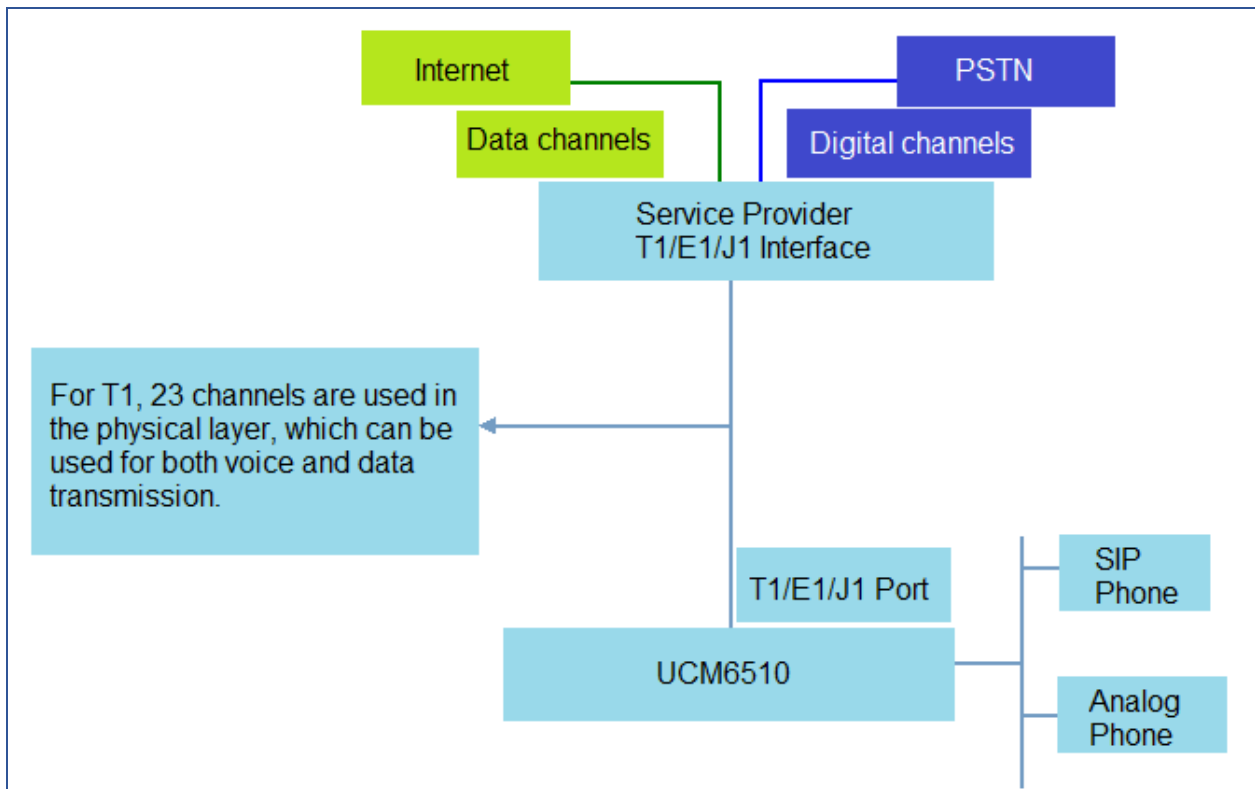 Internet
PSTN
Data channels
Digital channels
Service Provider
T1/E1/J1 Interface
For T1, 23 channels are used in
the physical layer, which can be
used for both voice and data
transmission.
T1/E1/J1 Port
SIP
Phone
UCM6510
Analog
Phone